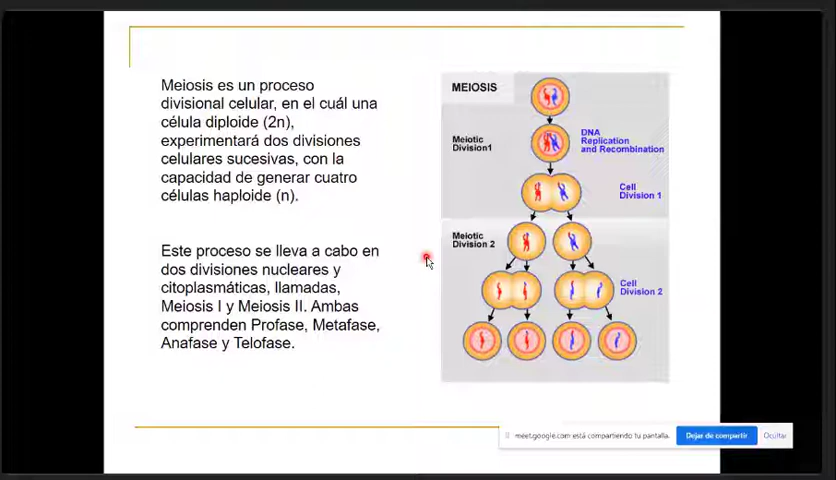 Meiosis es un proceso
divisional celular, en el cuál una
célula diploide (2n),
experimentará dos divisiones
celulares sucesivas, con la
capacidad de generar cuatro
células haploide (n).
Este proceso se lleva a cabo en
dos divisiones nucleares y
citoplasmáticas, llamadas,
Meiosis I y Meiosis II. Ambas
comprenden Profase, Metafase,
Anafase y Telofase.
MEIOSIS
Meiotic
Division1
DNA
Replication
and Recombination
Cell
Division 1
Meiotic
Division 2
Cell
Division 2
meet.google.com está compartiendo tu pantalla.
Dejar de compartir
Ocultar